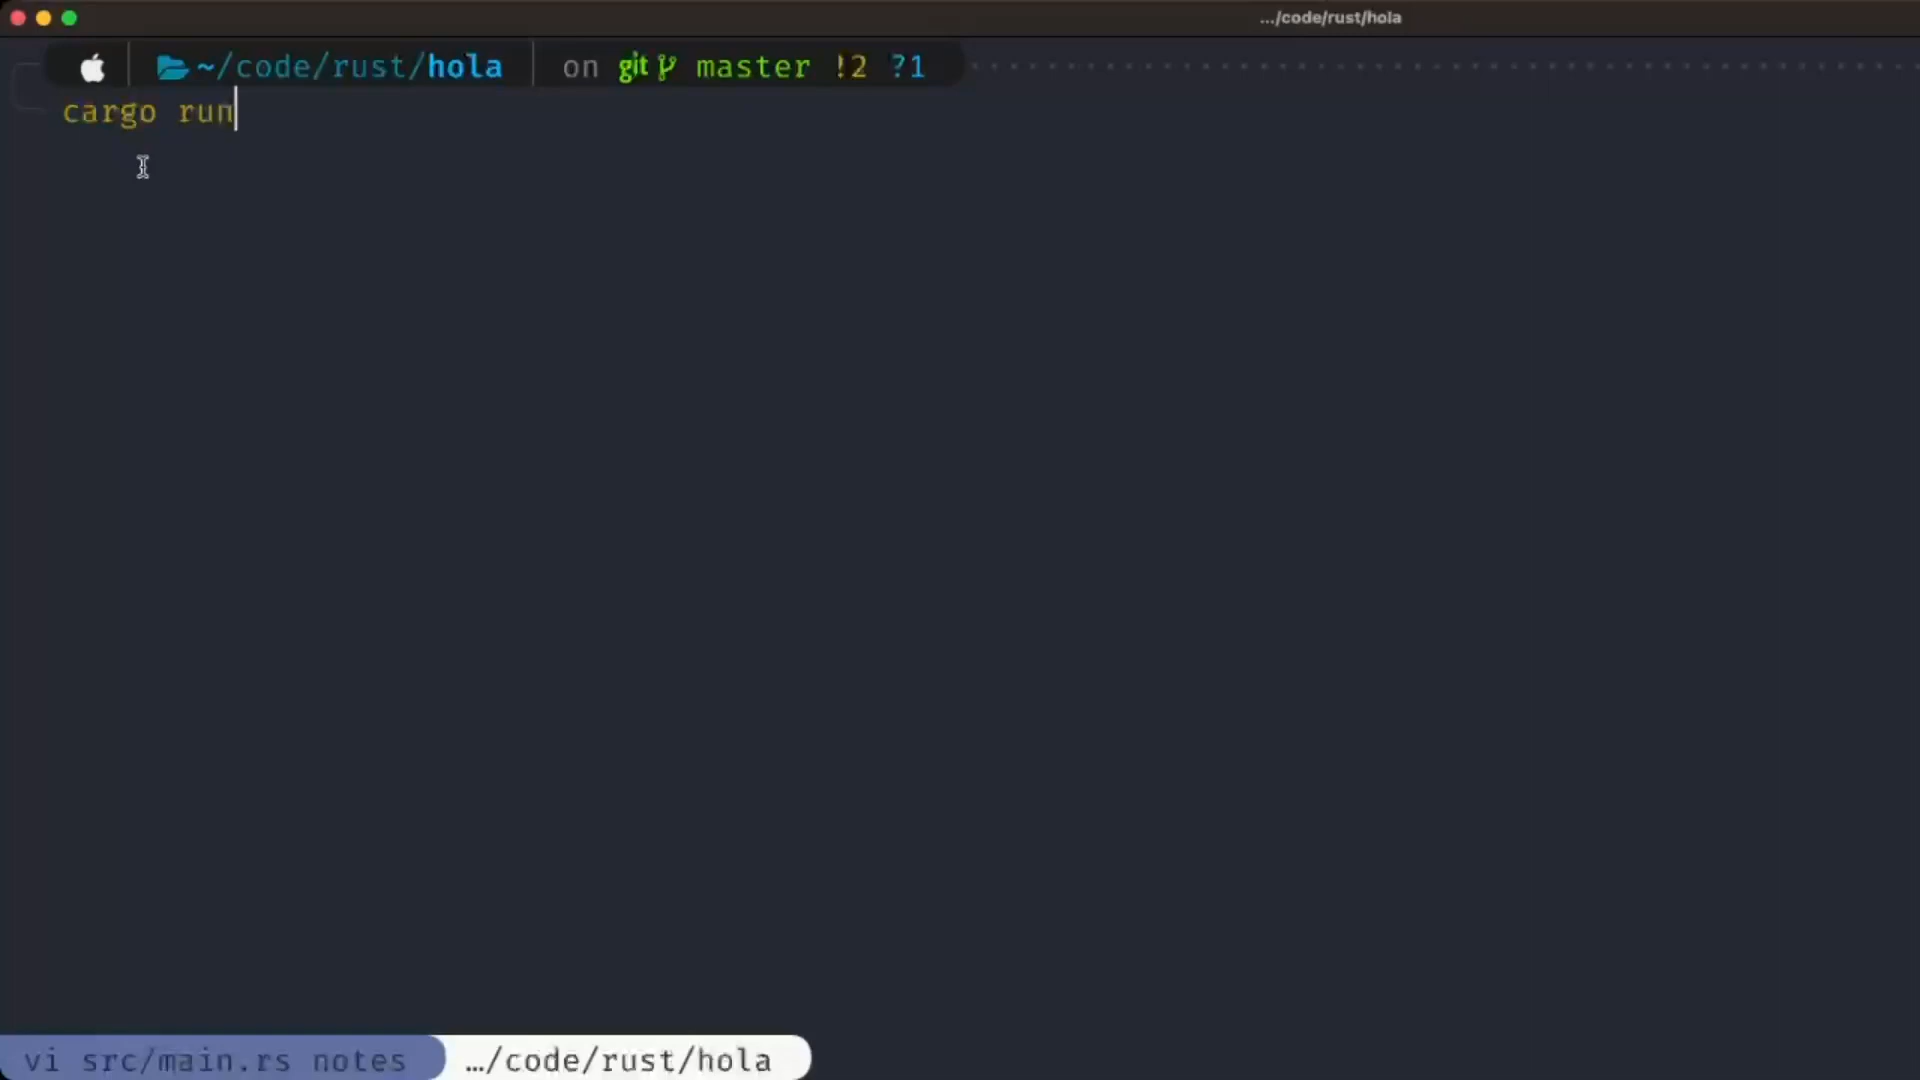 …/code/rust/hola
~/code/rust/hola on git master !2 ?1
cargo run
vi src/main.rs notes …/code/rust/hola